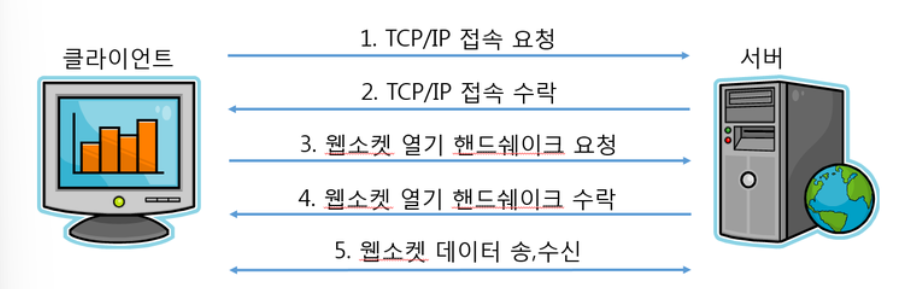 클라이언트
서버
1. TCP/IP 접속 요청
2. TCP/IP 접속 수락
3. 웹소켓 열기 핸드쉐이크 요청
4. 웹소켓 열기 핸드쉐이크 수락
5. 웹소켓 데이터 송,수신